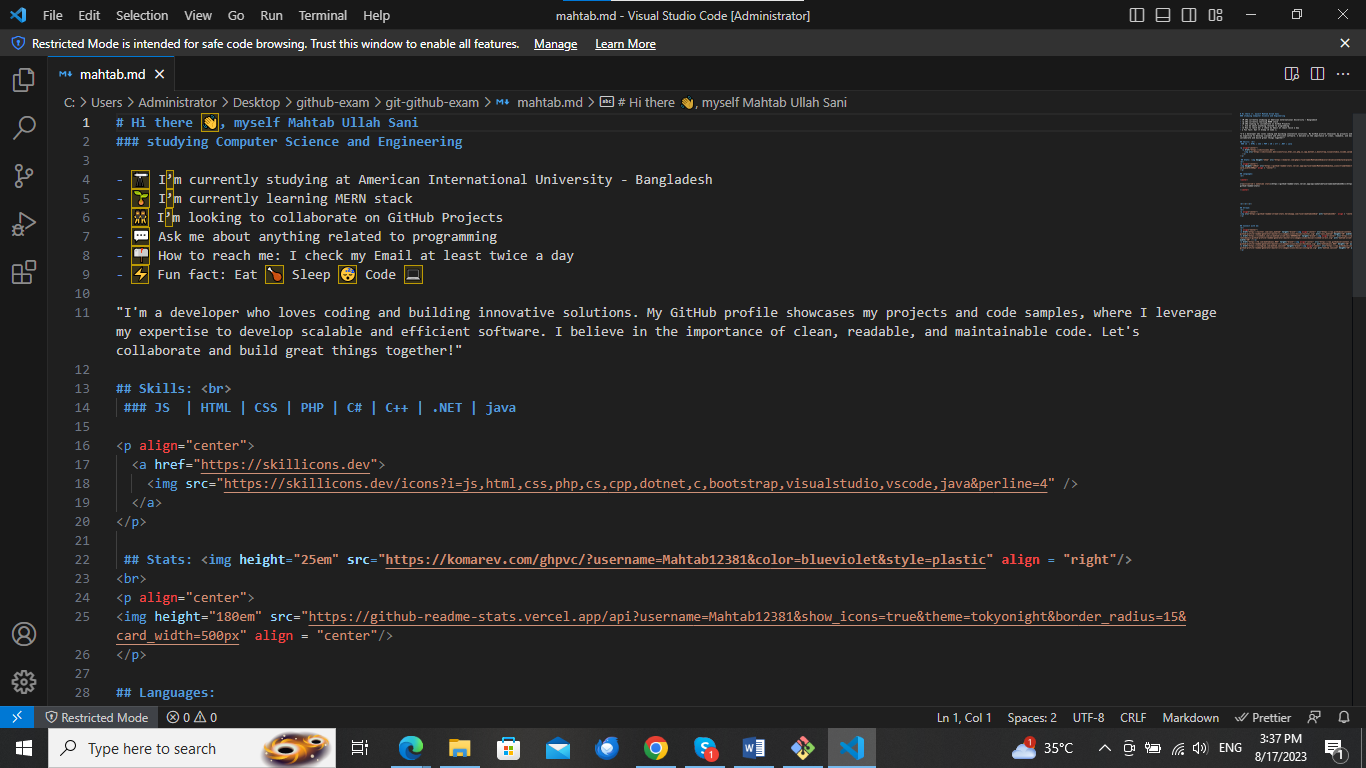 File Edit Selection View Go Run Terminal Help mahtab.md - Visual Studio Code [Administrator]
Restricted Mode is intended for safe code browsing. Trust this window to enable all features. Manage Learn More
mahtab.md
C: > Users > Administrator > Desktop > github-exam > git-github-exam > mahtab.md > # Hi there 👋, myself Mahtab Ullah Sani
1 # Hi there 👋, myself Mahtab Ullah Sani
2 ### studying Computer Science and Engineering
3
4 - I’m currently studying at American International University - Bangladesh
5 - 🌱 I’m currently learning MERN stack
6 - 👯 I’m looking to collaborate on GitHub Projects
7 - 💬 Ask me about anything related to programming
8 - How to reach me: I check my Email at least twice a day
9 - ⚡ Fun fact: Eat 🍗 Sleep 😴 Code 💻
10
11 "I'm a developer who loves coding and building innovative solutions. My GitHub profile showcases my projects and code samples, where I leverage
my expertise to develop scalable and efficient software. I believe in the importance of clean, readable, and maintainable code. Let's
collaborate and build great things together!"
12
13 ## Skills: <br>
14 ### JS | HTML | CSS | PHP | C# | C++ | .NET | java
15
16 <p align="center">
17 <a href="https://skillicons.dev">
18 <img src="https://skillicons.dev/icons?i=js,html,css,php,cs,cpp,dotnet,c,bootstrap,visualstudio,vscode,java&perline=4" />
19 </a>
20 </p>
21
22 ## Stats: <img height="25em" src="https://komarev.com/ghpvc/?username=Mahtab12381&color=blueviolet&style=plastic" align = "right"/>
23 <br>
24 <p align="center">
25 <img height="180em" src="https://github-readme-stats.vercel.app/api?username=Mahtab12381&show_icons=true&theme=tokyonight&border_radius=15&
card_width=500px" align = "center"/>
26 </p>
27
28 ## Languages:
Restricted Mode 0 0 Ln 1, Col 1 Spaces: 2 UTF-8 CRLF Markdown Prettier
Type here to search 1 1 35°C ENG 3:37 PM
8/17/2023 1